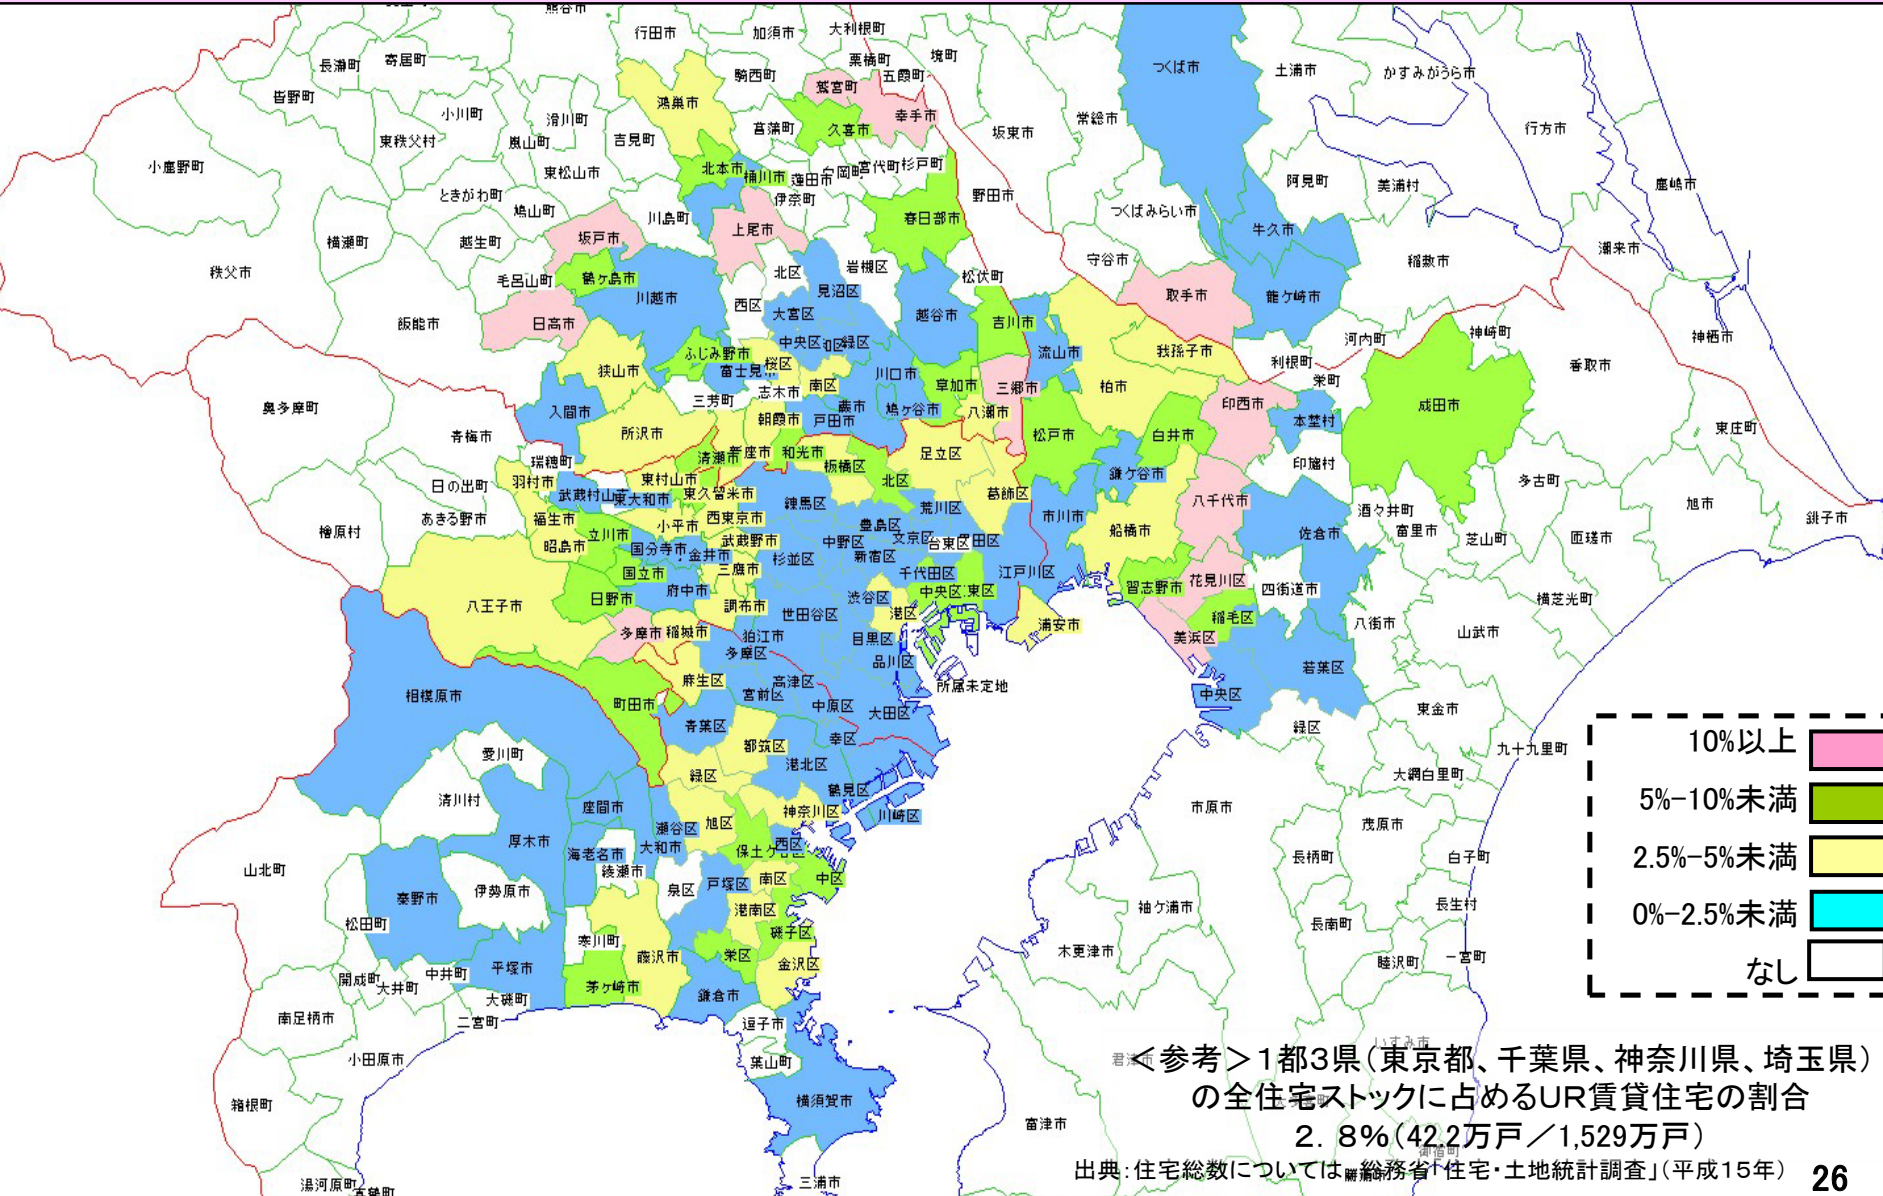 熊谷市
行田市
加須市
大利根町
長瀞町
寄居町
騎西町
栗橋町
五霞町
境町
つくば市
土浦市
かすみがうら市
皆野町
小川町
滑川町
鴻巣市
鷲宮町
幸手市
常総市
行方市
東秩父村
嵐山町
吉見町
菖蒲町
久喜市
坂東市
小鹿野町
東松山市
北本市
桶川市
蓮田市
宮代町
杉戸町
阿見町
美浦村
鹿嶋市
ときがわ町
鳩山町
川島町
伊奈町
春日部市
野田市
つくばみらい市
横瀬町
越生町
坂戸市
上尾市
牛久市
潮来市
秩父市
毛呂山町
鶴ヶ島市
北区
岩槻区
松伏町
守谷市
稲敷市
川越市
西区
見沼区
取手市
龍ケ崎市
飯能市
日高市
大宮区
越谷市
吉川市
河内町
神崎町
神栖市
ふじみ野市
中央区
緑区
流山市
我孫子市
利根町
香取市
狭山市
富士見
桜区
南区
川口市
草加市
三郷市
柏市
栄町
奥多摩町
入間市
三芳町
志木市
蕨市
鳩ヶ谷市
八潮市
印西市
本埜村
成田市
青梅市
所沢市
朝霞市
戸田市
松戸市
白井市
東庄町
瑞穂町
清瀬市
新座市
和光市
板橋区
足立区
鎌ケ谷市
印旛村
日の出町
羽村市
武蔵村山市
東村山市
東大和市
東久留米市
北区
葛飾区
八千代市
多古町
旭市
あきる野市
福生市
立川市
小平市
西東京市
練馬区
荒川区
市川市
船橋市
酒々井町
富里市
銚子市
檜原村
昭島市
国分寺市
金井市
武蔵野市
杉並区
中野区
豊島区
文京区
台東区
田区
佐倉市
芝山町
匝瑳市
国立市
三鷹市
新宿区
千代田区
江戸川区
八王子市
日野市
府中市
調布市
世田谷区
渋谷区
港区
中央区
東区
習志野市
花見川区
四街道市
横芝光町
多摩市
稲城市
狛江市
目黒区
浦安市
稲毛区
美浜区
八街市
山武市
多摩区
品川区
相模原市
麻生区
高津区
宮前区
所属未定地
若葉区
中央区
町田市
青葉区
中原区
大田区
緑区
東金市
愛川町
都筑区
幸区
九十九里町
緑区
港北区
大網白里町
清川村
座間市
鶴見区
市原市
厚木市
瀬谷区
旭区
神奈川区
川崎区
茂原市
山北町
海老名市
大和市
保土ケ谷区
西区
長柄町
白子町
秦野市
伊勢原市
綾瀬市
泉区
戸塚区
南区
中区
松田町
港南区
袖ケ浦市
長南町
長生村
寒川町
藤沢市
栄区
磯子区
木更津市
睦沢町
一宮町
開成町
大井町
中井町
平塚市
茅ヶ崎市
鎌倉市
金沢区
南足柄市
二宮町
大磯町
逗子市
小田原市
葉山町
君津市
いすみ市
箱根町
横須賀市
富津市
御宿町
湯河原町
真鶴町
三浦市
勝浦市
10%以上
5%-10%未満
2.5%-5%未満
0%-2.5%未満
なし
<参考>1都3県(東京都、千葉県、神奈川県、埼玉県)
の全住宅ストックに占めるUR賃貸住宅の割合
2.8%(42.2万戸/1,529万戸)
出典:住宅総数については、総務省「住宅・土地統計調査」(平成15年)
26